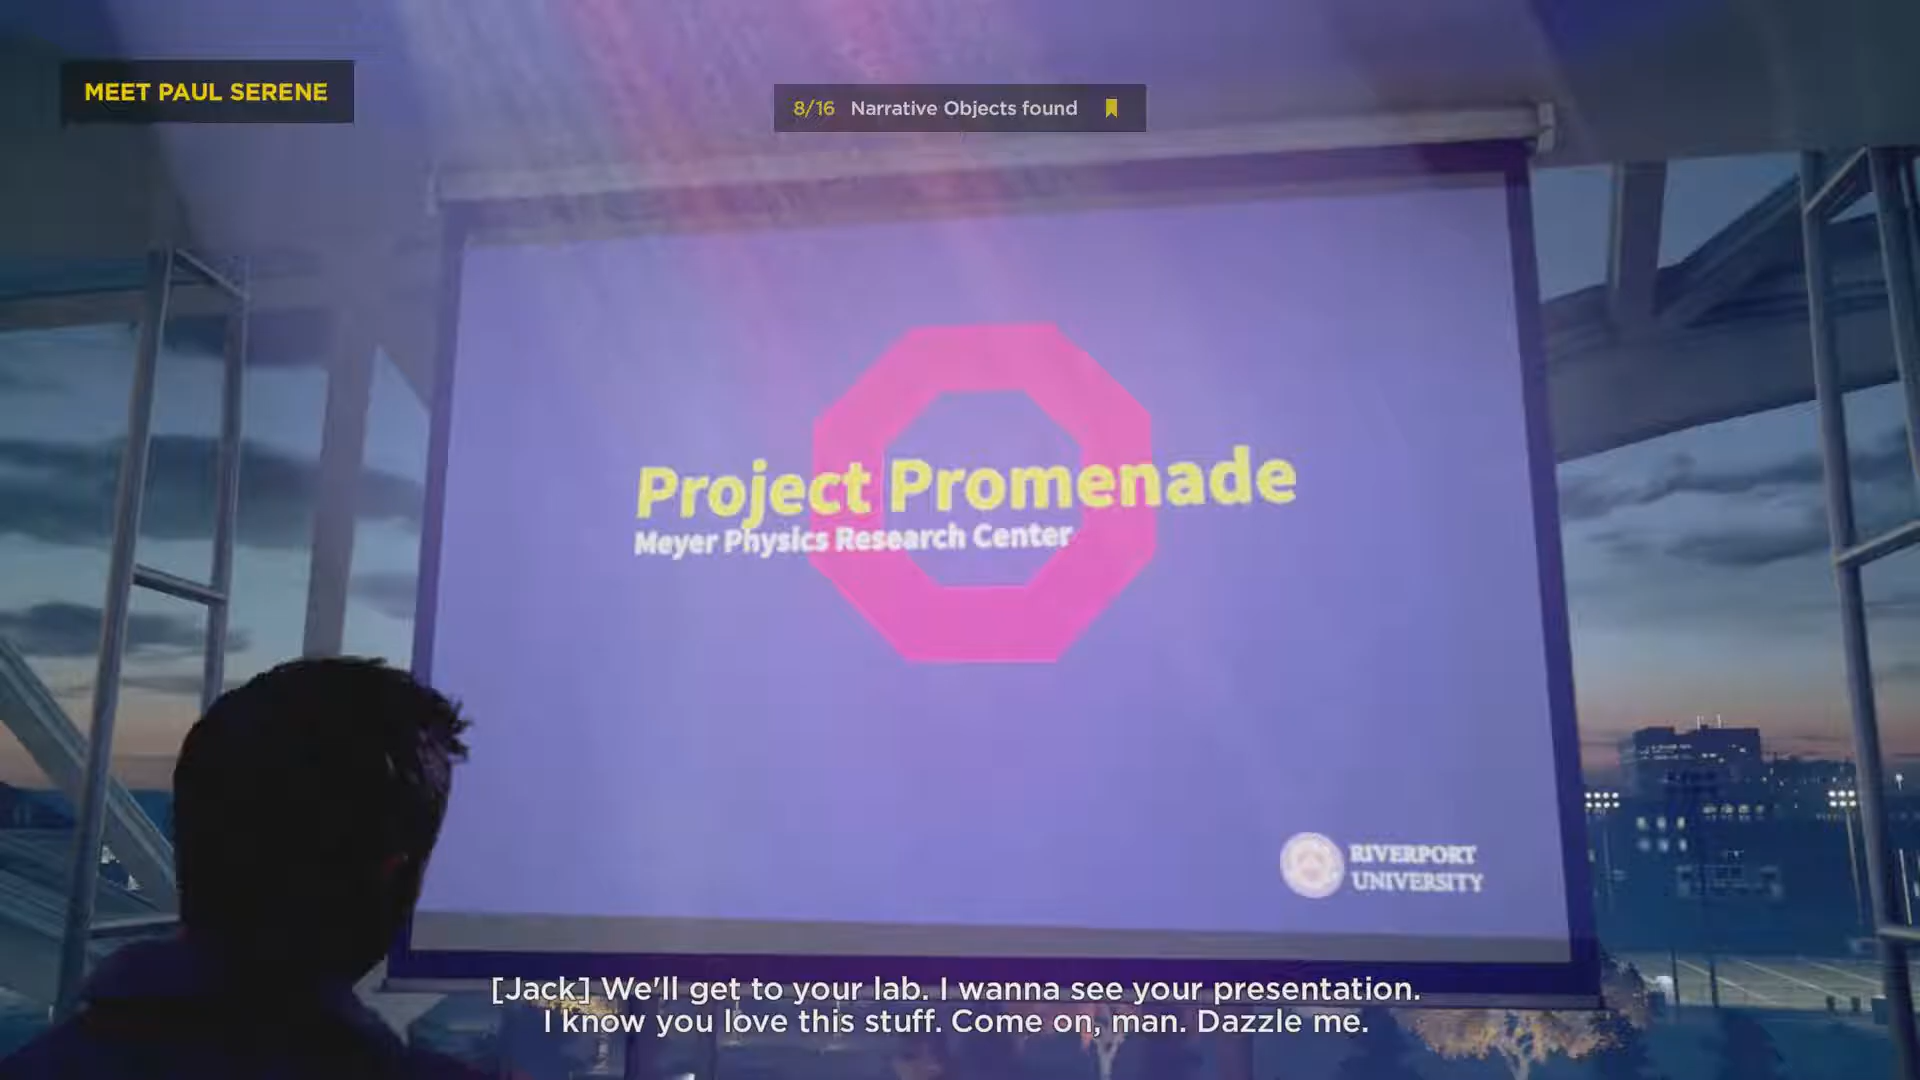 MEET PAUL SERENE
8/16 Narrative Objects found
Project Promenade
Meyer Physics Research Center
RIVERPORT
UNIVERSITY
[Jack] We'll get to your lab. I wanna see your presentation.
I know you love this stuff. Come on, man. Dazzle me.